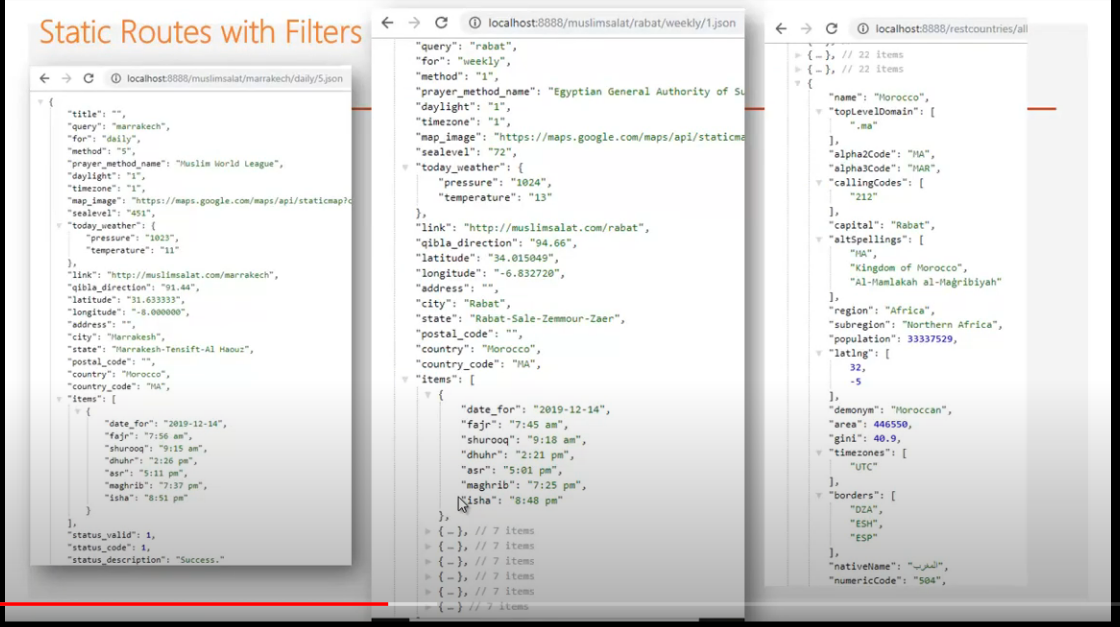 Static Routes with Filters
localhost:8888/muslimsalat/marrakech/daily/5.json
{
"title": "",
"query": "marrakech",
"for": "daily",
"method": "5",
"prayer_method_name": "Muslim World League",
"daylight": "1",
"timezone": "1",
"map_image": "https://maps.google.com/maps/api/staticmap?c
"sealevel": "451",
"today_weather": {
"pressure": "1023",
"temperature": "11"
},
"link": "http://muslimsalat.com/marrakech",
"qibla_direction": "91.44",
"latitude": "31.633333",
"longitude": "-8.000000",
"address": "",
"city": "Marrakesh",
"state": "Marrakesh-Tensift-Al Haouz",
"postal_code": "",
"country": "Morocco",
"country_code": "MA",
"items": [
{
"date_for": "2019-12-14",
"fajr": "7:56 am",
"shurooq": "9:15 am",
"dhuhr": "2:26 pm",
"asr": "5:11 pm",
"maghrib": "7:37 pm",
"isha": "8:51 pm"
}
],
"status_valid": 1,
"status_code": 1,
"status_description": "Success."
localhost:8888/muslimsalat/rabat/weekly/1.json
"query": "rabat",
"for": "weekly",
"method": "1",
"prayer_method_name": "Egyptian General Authority of Su
"daylight": "1",
"timezone": "1",
"map_image": "https://maps.google.com/maps/api/staticma
"sealevel": "72",
"today_weather": {
"pressure": "1024",
"temperature": "13"
},
"link": "http://muslimsalat.com/rabat",
"qibla_direction": "94.66",
"latitude": "34.015049",
"longitude": "-6.832720",
"address": "",
"city": "Rabat",
"state": "Rabat-Sale-Zemmour-Zaer",
"postal_code": "",
"country": "Morocco",
"country_code": "MA",
"items": [
{
"date_for": "2019-12-14",
"fajr": "7:45 am",
"shurooq": "9:18 am",
"dhuhr": "2:21 pm",
"asr": "5:01 pm",
"maghrib": "7:25 pm",
"isha": "8:48 pm"
},
{ … }, // 7 items
{ … }, // 7 items
{ … }, // 7 items
{ … }, // 7 items
{ … }, // 7 items
{ … } // 7 items
localhost:8888/restcountries/all
{ … }, // 22 items
{ … }, // 22 items
{
"name": "Morocco",
"topLevelDomain": [
".ma"
],
"alpha2Code": "MA",
"alpha3Code": "MAR",
"callingCodes": [
"212"
],
"capital": "Rabat",
"altSpellings": [
"MA",
"Kingdom of Morocco",
"Al-Mamlakah al-Maġribiyah"
],
"region": "Africa",
"subregion": "Northern Africa",
"population": 33337529,
"latlng": [
32,
-5
],
"demonym": "Moroccan",
"area": 446550,
"gini": 40.9,
"timezones": [
"UTC"
],
"borders": [
"DZA",
"ESH",
"ESP"
],
"nativeName": "المغرب",
"numericCode": "504",